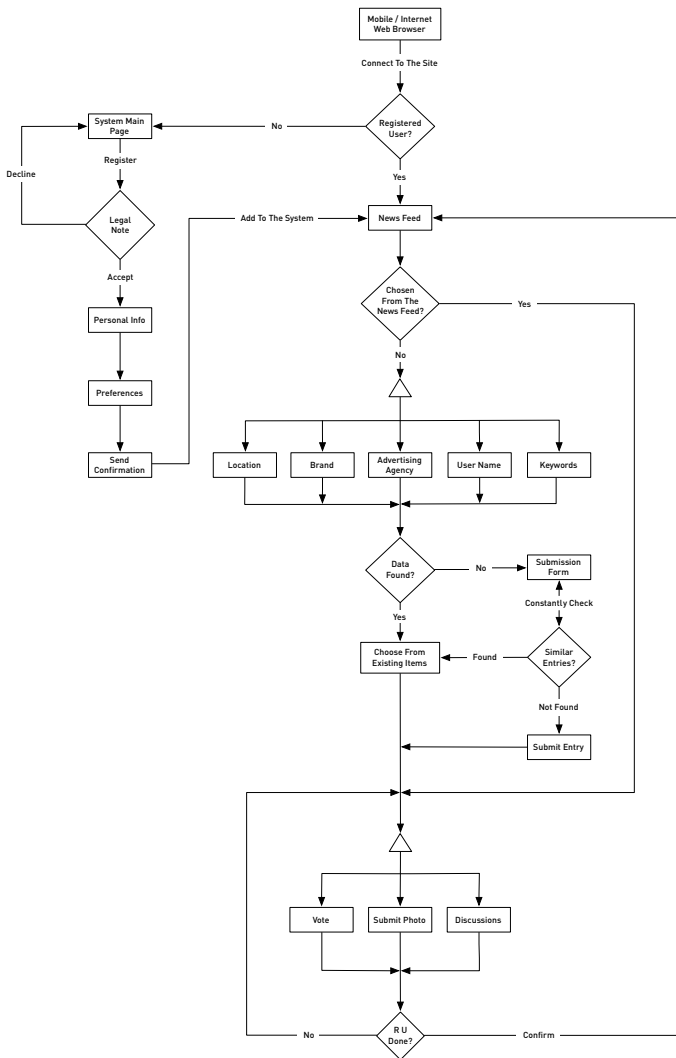 Mobile / Internet
Web Browser
Connect To The Site
System Main
Page
No
Registered
User?
Register
Decline
Yes
Legal
Note
Add To The System
News Feed
Accept
Chosen
From The
News Feed?
Yes
Personal Info
No
Preferences
Send
Confirmation
Location
Brand
Advertising
Agency
User Name
Keywords
Data
Found?
No
Submission
Form
Constantly Check
Yes
Choose From
Existing Items
Found
Similar
Entries?
Not Found
Submit Entry
Vote
Submit Photo
Discussions
No
R U
Done?
Confirm